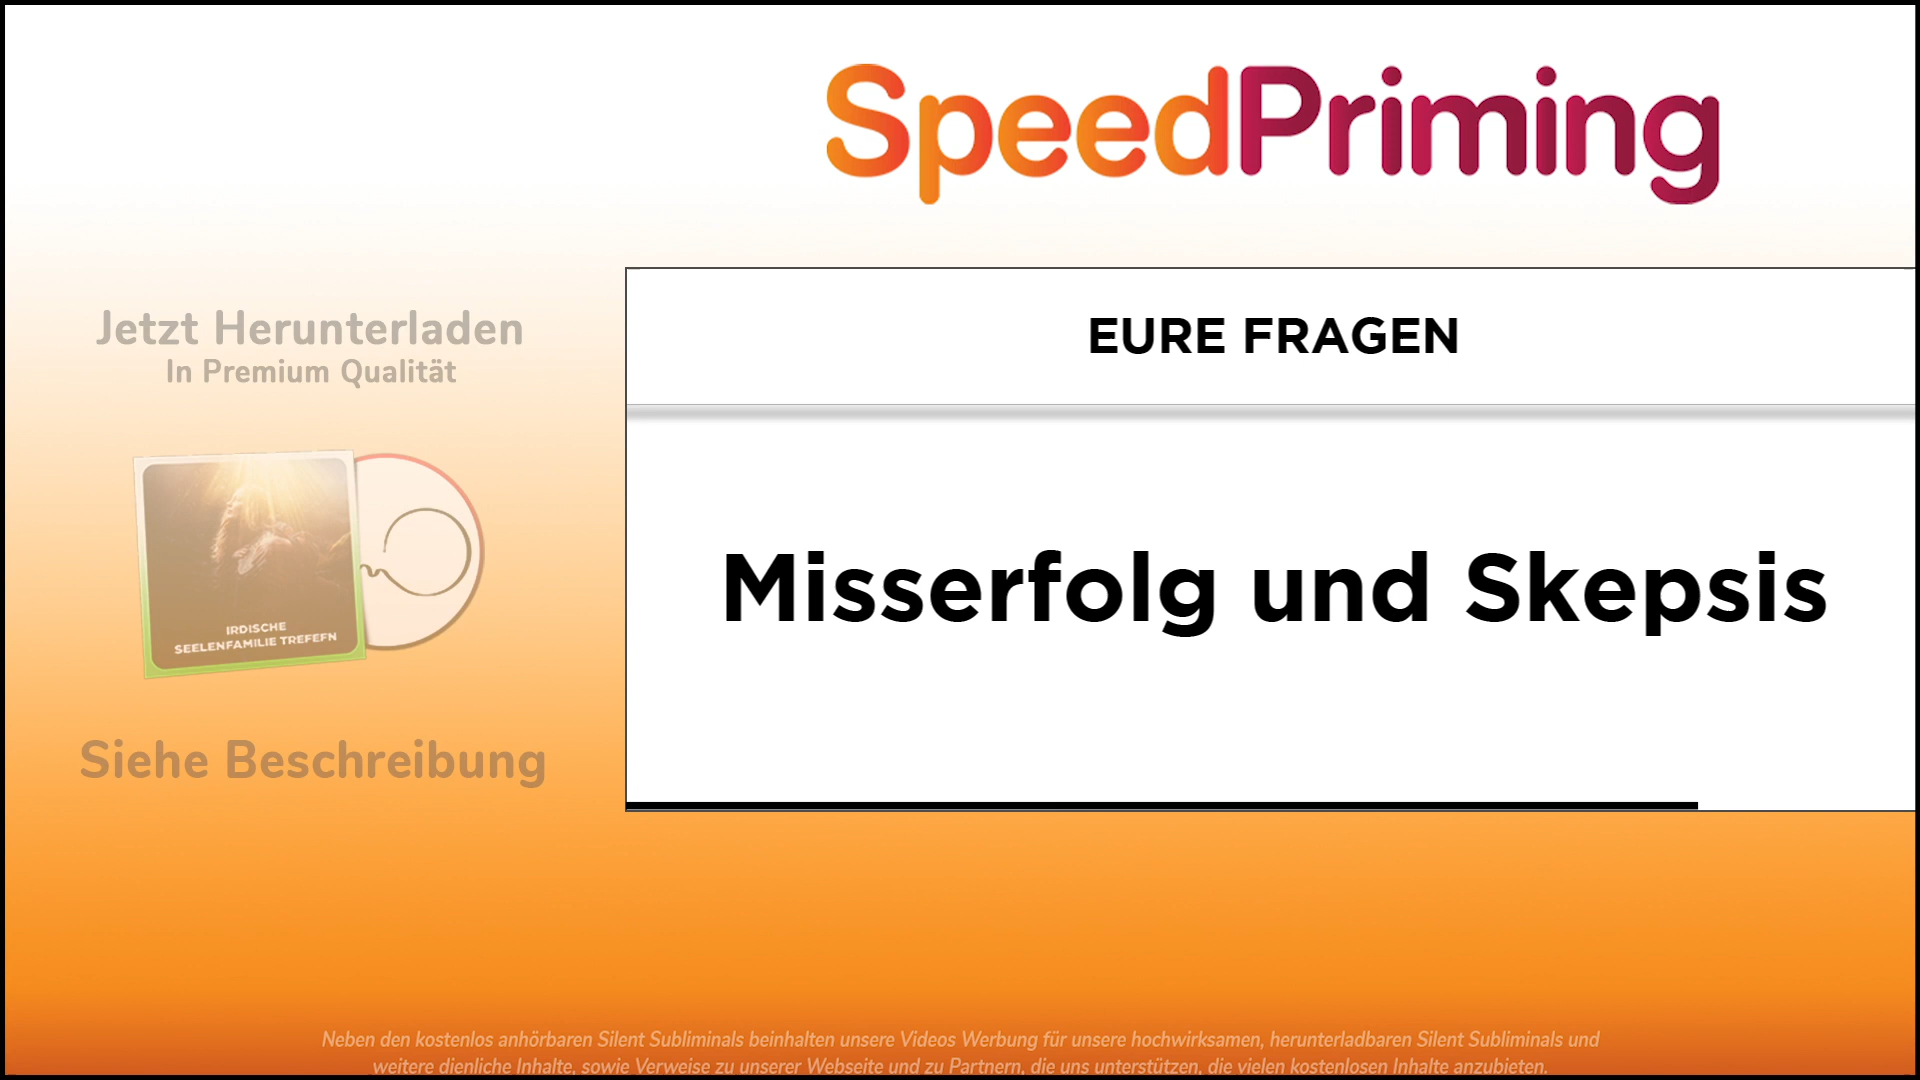 SpeedPriming
EURE FRAGEN
Jetzt Herunterladen
In Premium Qualität
Misserfolg und Skepsis
IRDISCHE
SEELENFAMILIE TREFEFN
Siehe Beschreibung
Neben den kostenlos anhörbaren Silent Subliminals beinhalten unsere Videos Werbung für unsere hochwirksamen, herunterladbaren Silent Subliminals und
weitere dienliche Inhalte, sowie Verweise zu unserer Webseite und zu Partnern, die uns unterstützen, die vielen kostenlosen Inhalte anzubieten.